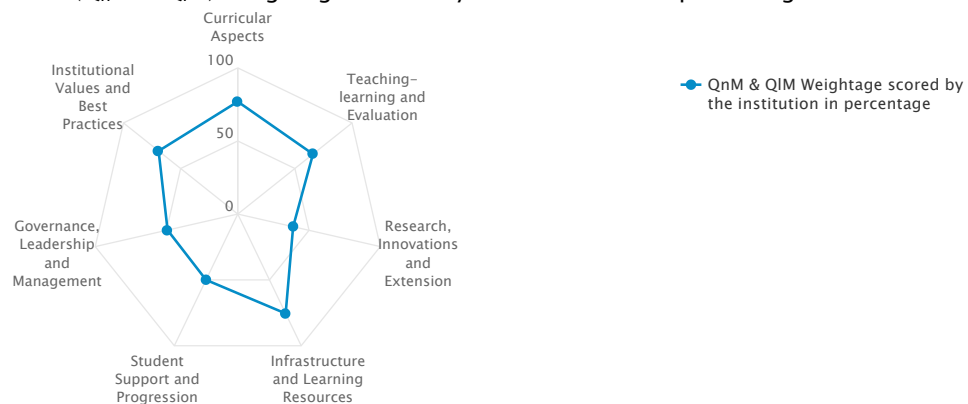 Curricular
Aspects
100
50
0
Teaching-
learning and
Evaluation
Research,
Innovations
and
Extension
Infrastructure
and Learning
Resources
Student
Support and
Progression
Governance,
Leadership
and
Management
Institutional
Values and
Best
Practices
QnM & QlM Weightage scored by
the institution in percentage